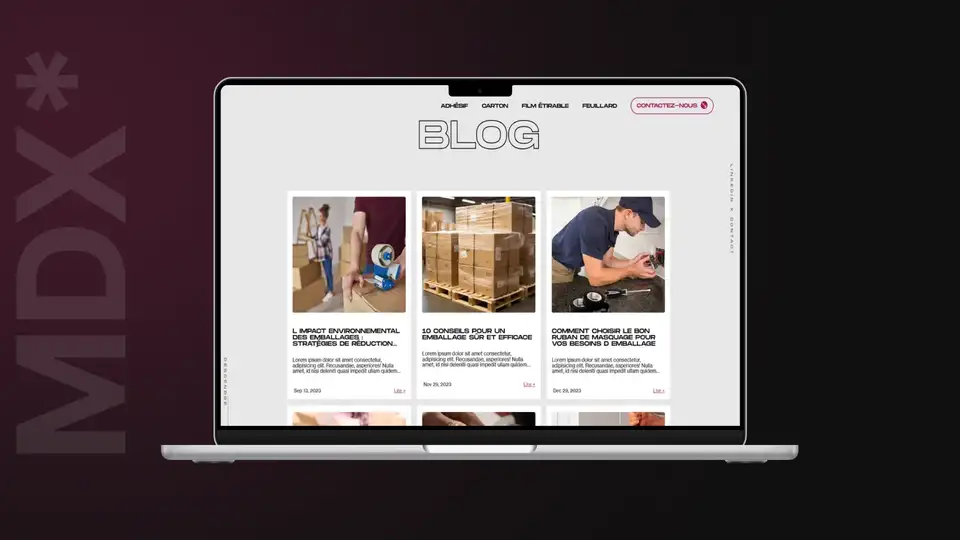 MDX*
ADHÉSIF CARTON FILM ÉTIRABLE FEUILLARD CONTACTEZ-NOUS
BLOG
LINKEDIN & CONTACT
L IMPACT ENVIRONNEMENTAL
DES EMBALLAGES :
STRATÉGIES DE RÉDUCTION...
Lorem ipsum dolor sit amet consectetur,
adipisicing elit. Recusandae, asperiores! Nulla
amet, id nisi deleniti quasi impedit ullam quidem...
Sep 13, 2023 Lire +
10 CONSEILS POUR UN
EMBALLAGE SÛR ET EFFICACE
Lorem ipsum dolor sit amet consectetur,
adipisicing elit. Recusandae, asperiores! Nulla
amet, id nisi deleniti quasi impedit ullam quidem...
Nov 29, 2023 Lire +
COMMENT CHOISIR LE BON
RUBAN DE MASQUAGE POUR
VOS BESOINS D EMBALLAGE
Lorem ipsum dolor sit amet consectetur,
adipisicing elit. Recusandae, asperiores! Nulla
amet, id nisi deleniti quasi impedit ullam quidem...
Dec 29, 2023 Lire +